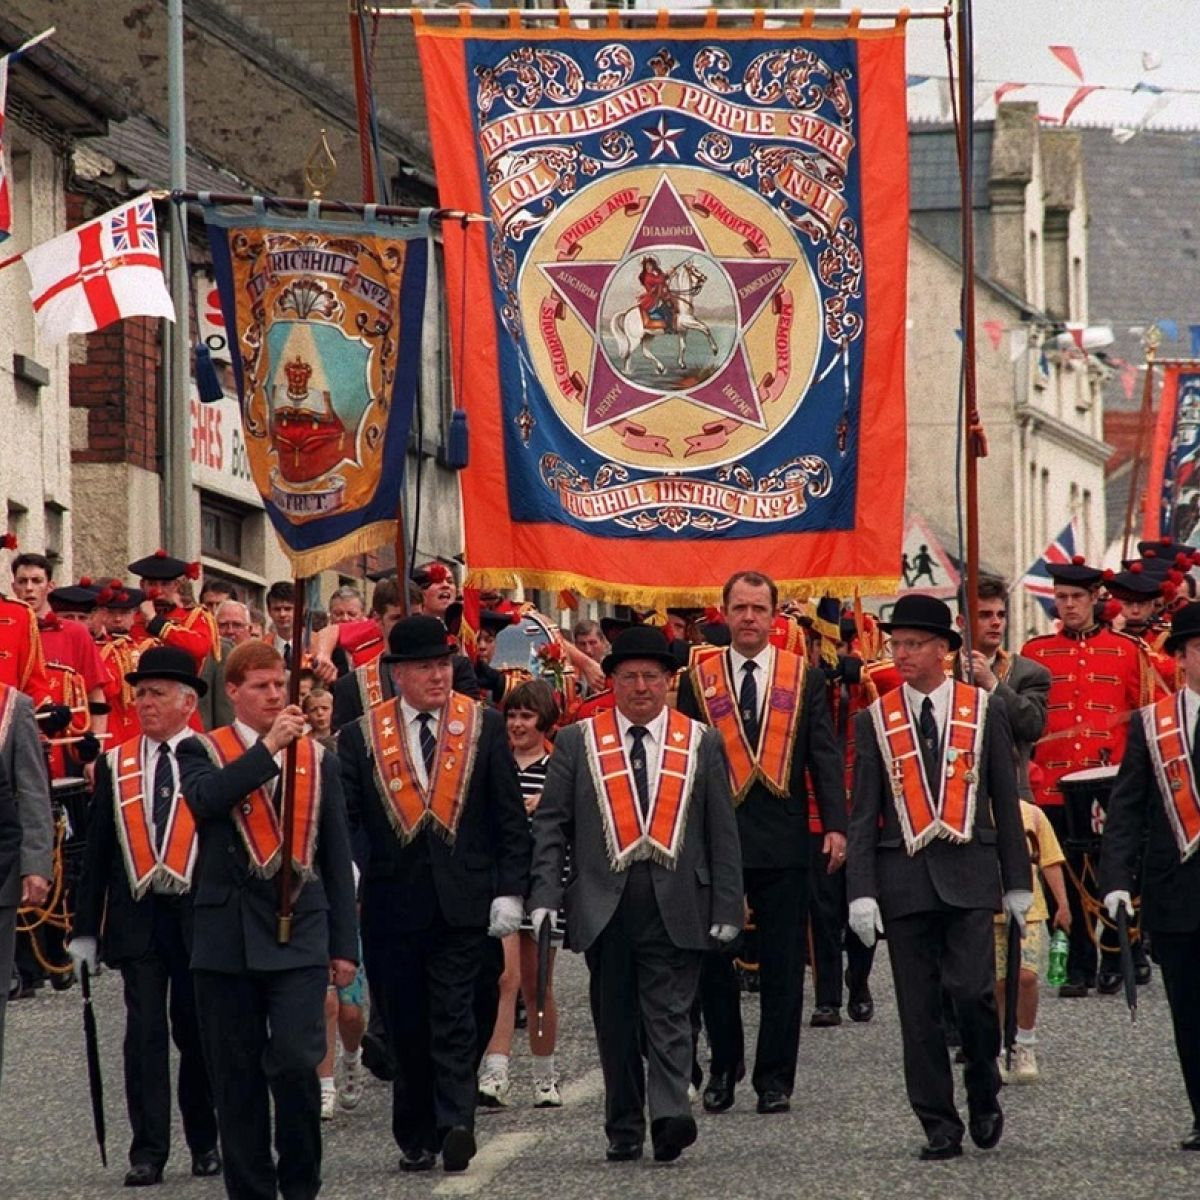 BALLYLEANEY PURPLE STAR
L.O.L. Nº 11
PIOUS AND IMMORTAL
DIAMOND
AUGHRIM
ENNISKILLEN
IN GLORIOUS
MEMORY
DERRY
BOYNE
RICHHILL DISTRICT Nº 2.
RICHHILL
Nº 2.
DISTRICT.